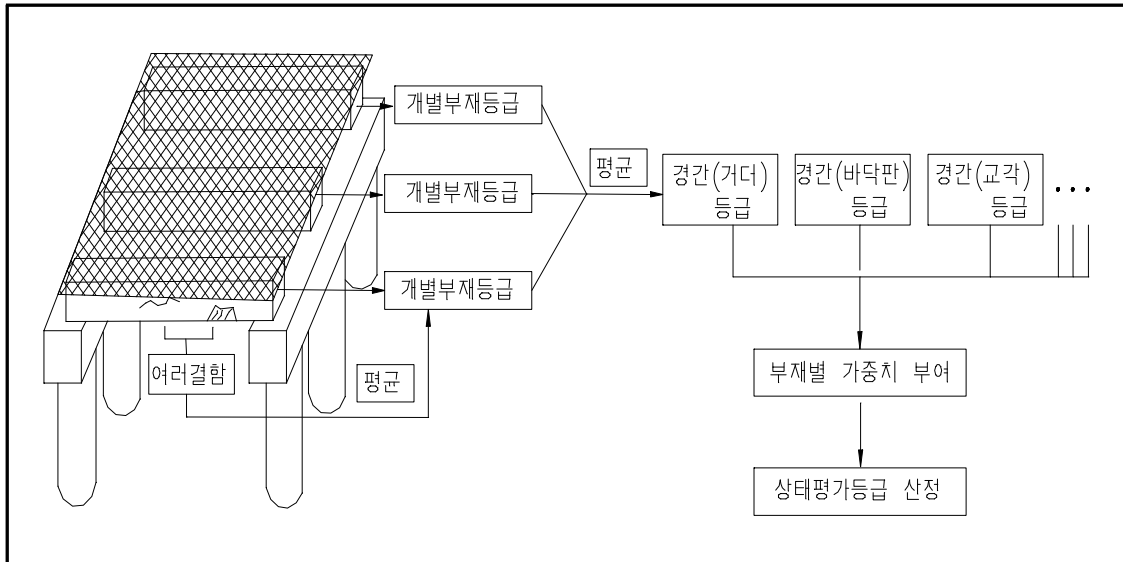 개별부재등급
개별부재등급
개별부재등급
여러결함
평균
평균
경간(거더)
등급
경간(바닥판)
등급
경간(교각)
등급
...
부재별 가중치 부여
상태평가등급 산정